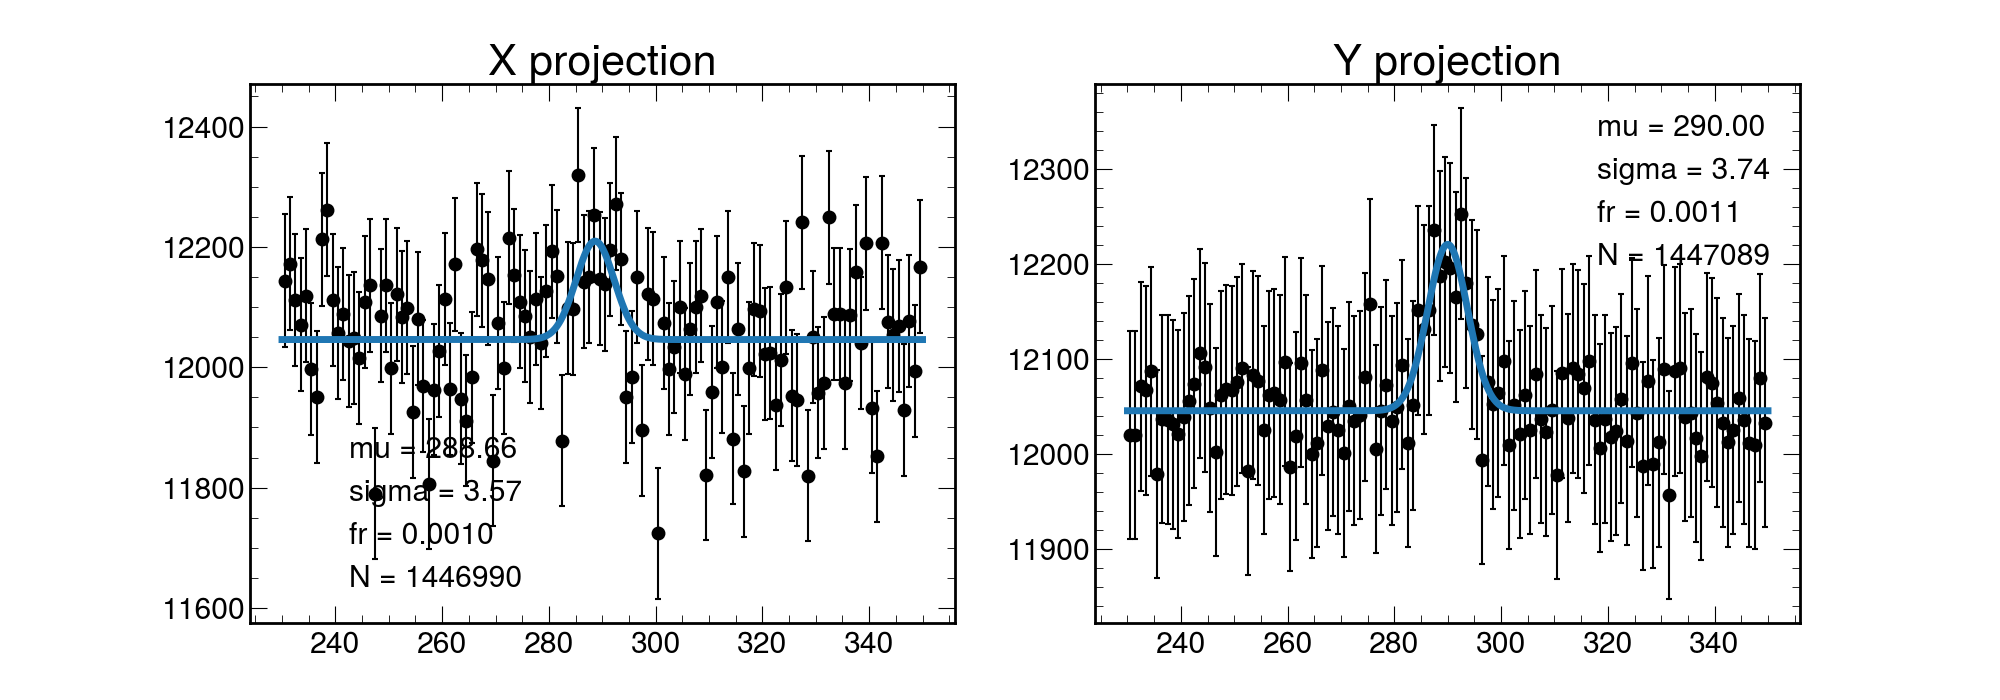 X projection
12400
12200
12000
11800
11600
mu = 288.66
sigma = 3.57
fr = 0.0010
N = 1446990
240 260 280 300 320 340
Y projection
12300
12200
12100
12000
11900
mu = 290.00
sigma = 3.74
fr = 0.0011
N = 1447089
240 260 280 300 320 340